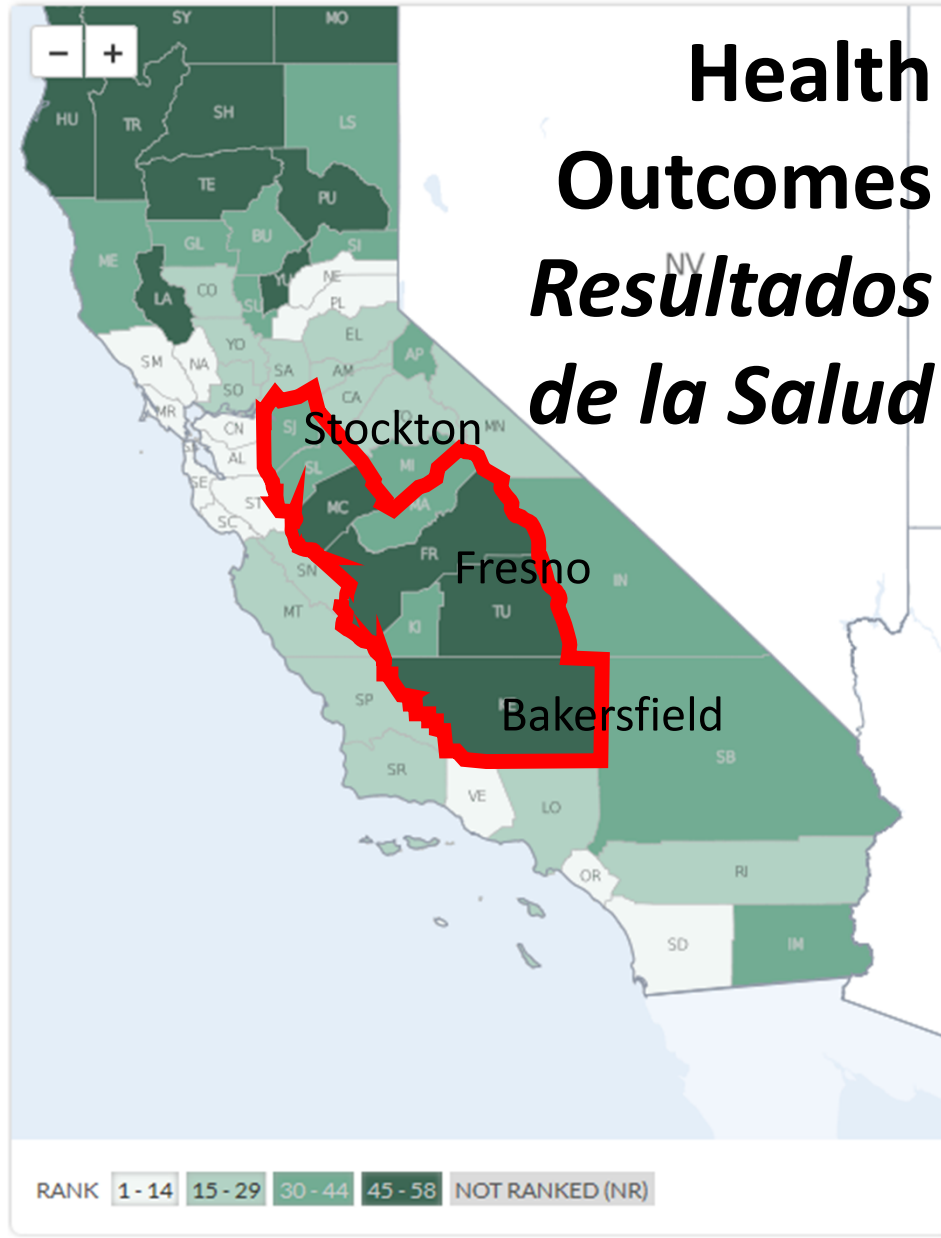 SY
MO
− +
Health
Outcomes
Resultados
de la Salud
NV
HU
TR
SH
LS
TE
PU
ME
GL
BU
SI
LA
CO
SU
YU
NE
PL
YO
EL
SM
NA
SO
SA
AM
AP
CA
MR
CN
SJ
Stockton
MN
AL
SL
MI
SE
ST
MC
MA
SC
FR
Fresno
SN
IN
MT
KI
TU
SP
Bakersfield
SB
SR
VE
LO
OR
RI
SD
IM
RANK 1 - 14 15 - 29 30 - 44 45 - 58 NOT RANKED (NR)